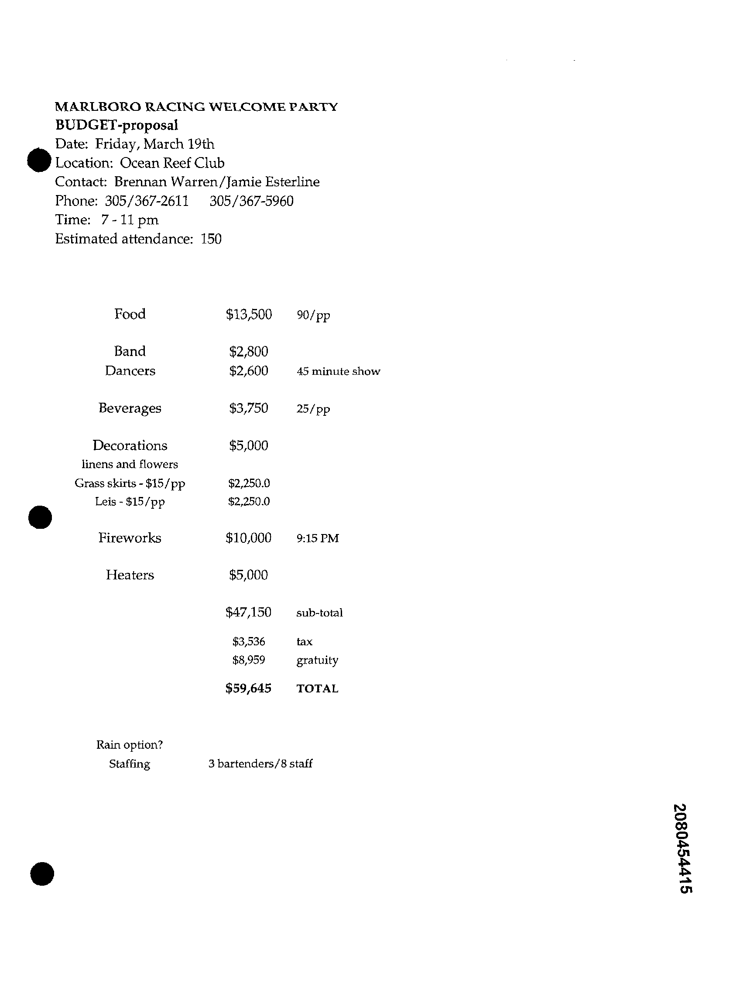 MARLBORO RACING WELCOME PARTY
BUDGET-proposal
Date: Friday, March 19th
Location: Ocean Reef Club
Contact: Brennan Warren/Jamie Esterline
Phone: 305/367-2611 305/367-5960
Time: 7 - 11 pm
Estimated attendance: 150
Food $13,500 90/pp
Band $2,800
Dancers $2,600 45 minute show
Beverages $3,750 25/pp
Decorations $5,000
linens and flowers
Grass skirts - $15/pp $2,250.0
Leis - $15/pp $2,250.0
Fireworks $10,000 9:15 PM
Heaters $5,000
$47,150 sub-total
$3,536 tax
$8,959 gratuity
$59,645 TOTAL
Rain option?
Staffing 3 bartenders/8 staff
2080454415